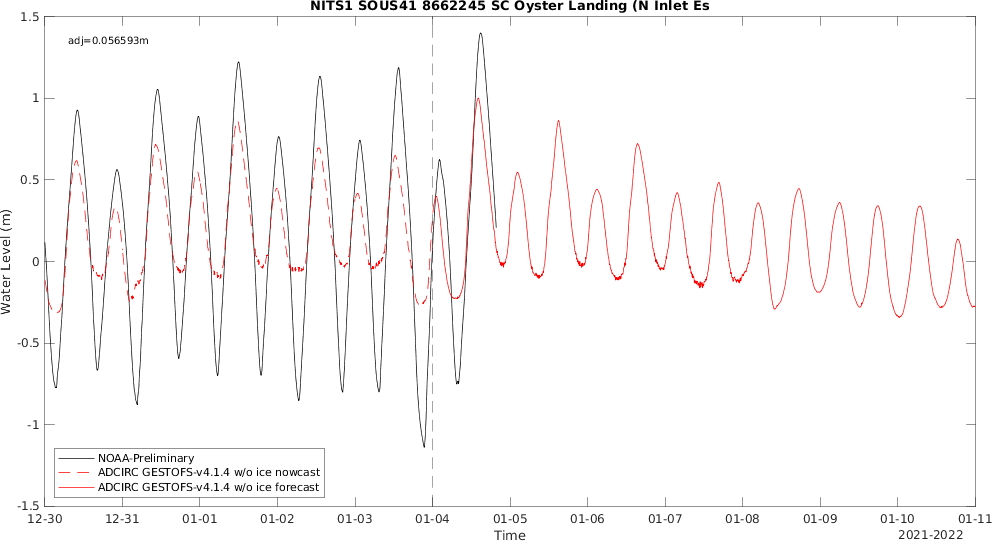 NITS1 SOUS41 8662245 SC Oyster Landing (N Inlet Es
adj=0.056593m
1.5
1
0.5
0
-0.5
-1
-1.5
Water Level (m)
NOAA-Preliminary
ADCIRC GESTOFS-v4.1.4 w/o ice nowcast
ADCIRC GESTOFS-v4.1.4 w/o ice forecast
12-30 12-31 01-01 01-02 01-03 01-04 01-05 01-06 01-07 01-08 01-09 01-10 01-11
Time
2021-2022